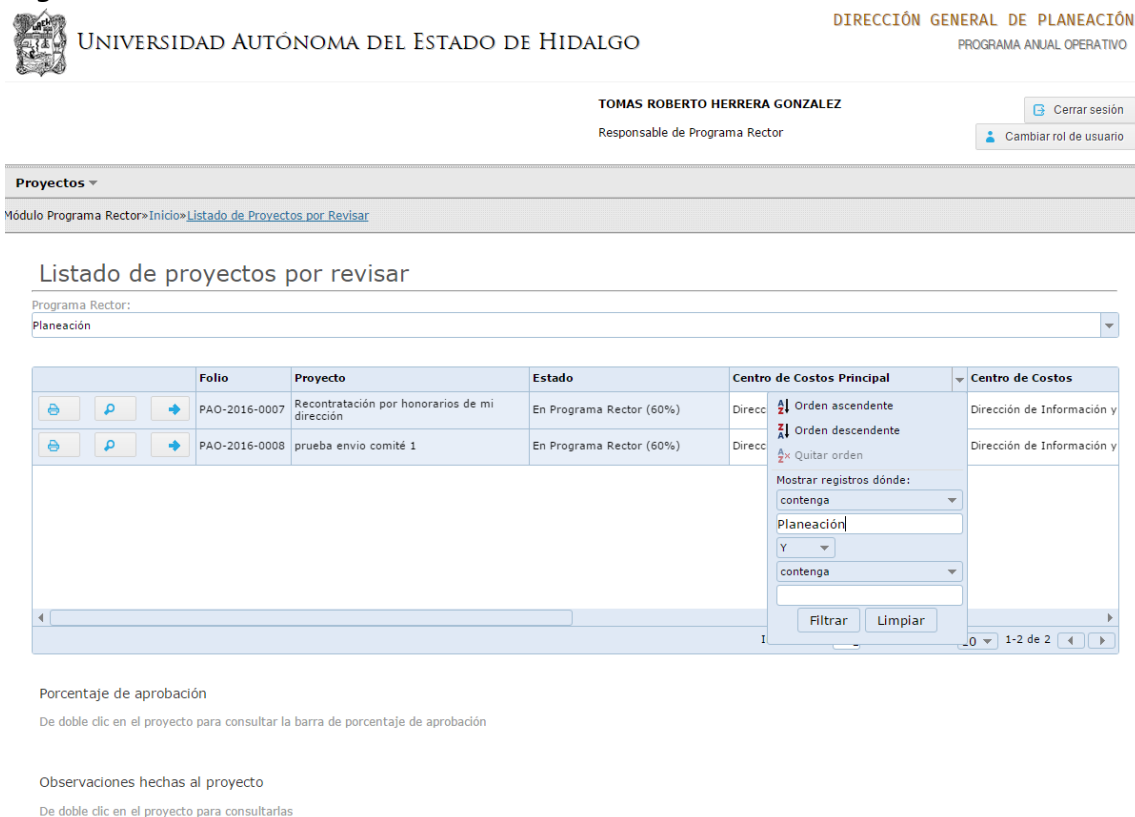 DIRECCIÓN GENERAL DE PLANEACIÓN
UNIVERSIDAD AUTÓNOMA DEL ESTADO DE HIDALGO
PROGRAMA ANUAL OPERATIVO
TOMAS ROBERTO HERRERA GONZALEZ
Cerrar sesión
Responsable de Programa Rector
Cambiar rol de usuario
Proyectos
Módulo Programa Rector»Inicio»Listado de Proyectos por Revisar
Listado de proyectos por revisar
Programa Rector:
Planeación
Folio Proyecto Estado Centro de Costos Principal Centro de Costos
PAO-2016-0007 Recontratación por honorarios de mi dirección En Programa Rector (60%) Direcc Dirección de Información y
PAO-2016-0008 prueba envio comité 1 En Programa Rector (60%) Direcc Dirección de Información y
Orden ascendente
Orden descendente
Quitar orden
Mostrar registros dónde:
contenga
Planeación
Y
contenga
Filtrar Limpiar
1-2 de 2
Porcentaje de aprobación
De doble clic en el proyecto para consultar la barra de porcentaje de aprobación
Observaciones hechas al proyecto
De doble clic en el proyecto para consultarlas